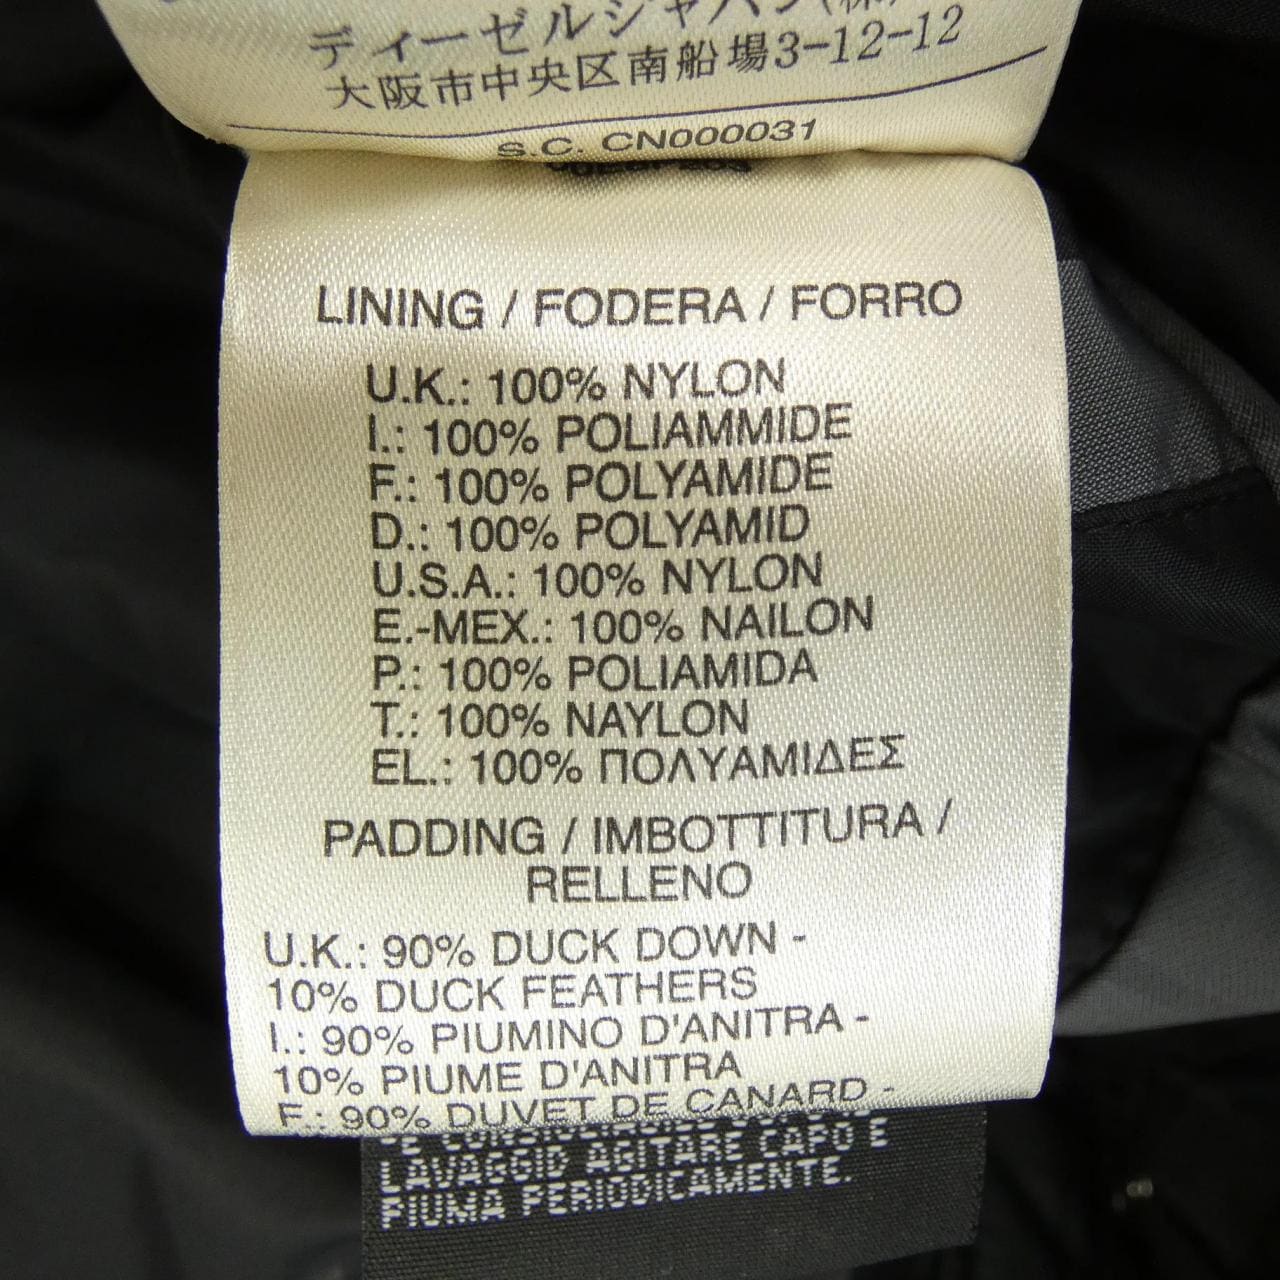 ディーゼルジャパン(株)
大阪市中央区南船場3-12-12
S.C. CN000031
LINING / FODERA / FORRO
U.K.: 100% NYLON
I.: 100% POLIAMMIDE
F.: 100% POLYAMIDE
D.: 100% POLYAMID
U.S.A.: 100% NYLON
E.-MEX.: 100% NAILON
P.: 100% POLIAMIDA
T.: 100% NAYLON
EL.: 100% ΠΟΛΥΑΜΙΔΕΣ
PADDING / IMBOTTITURA /
RELLENO
U.K.: 90% DUCK DOWN -
10% DUCK FEATHERS
I.: 90% PIUMINO D'ANITRA -
10% PIUME D'ANITRA
F.: 90% DUVET DE CANARD -
LAVAGGIO AGITARE CAPO E
PIUMA PERIODICAMENTE.